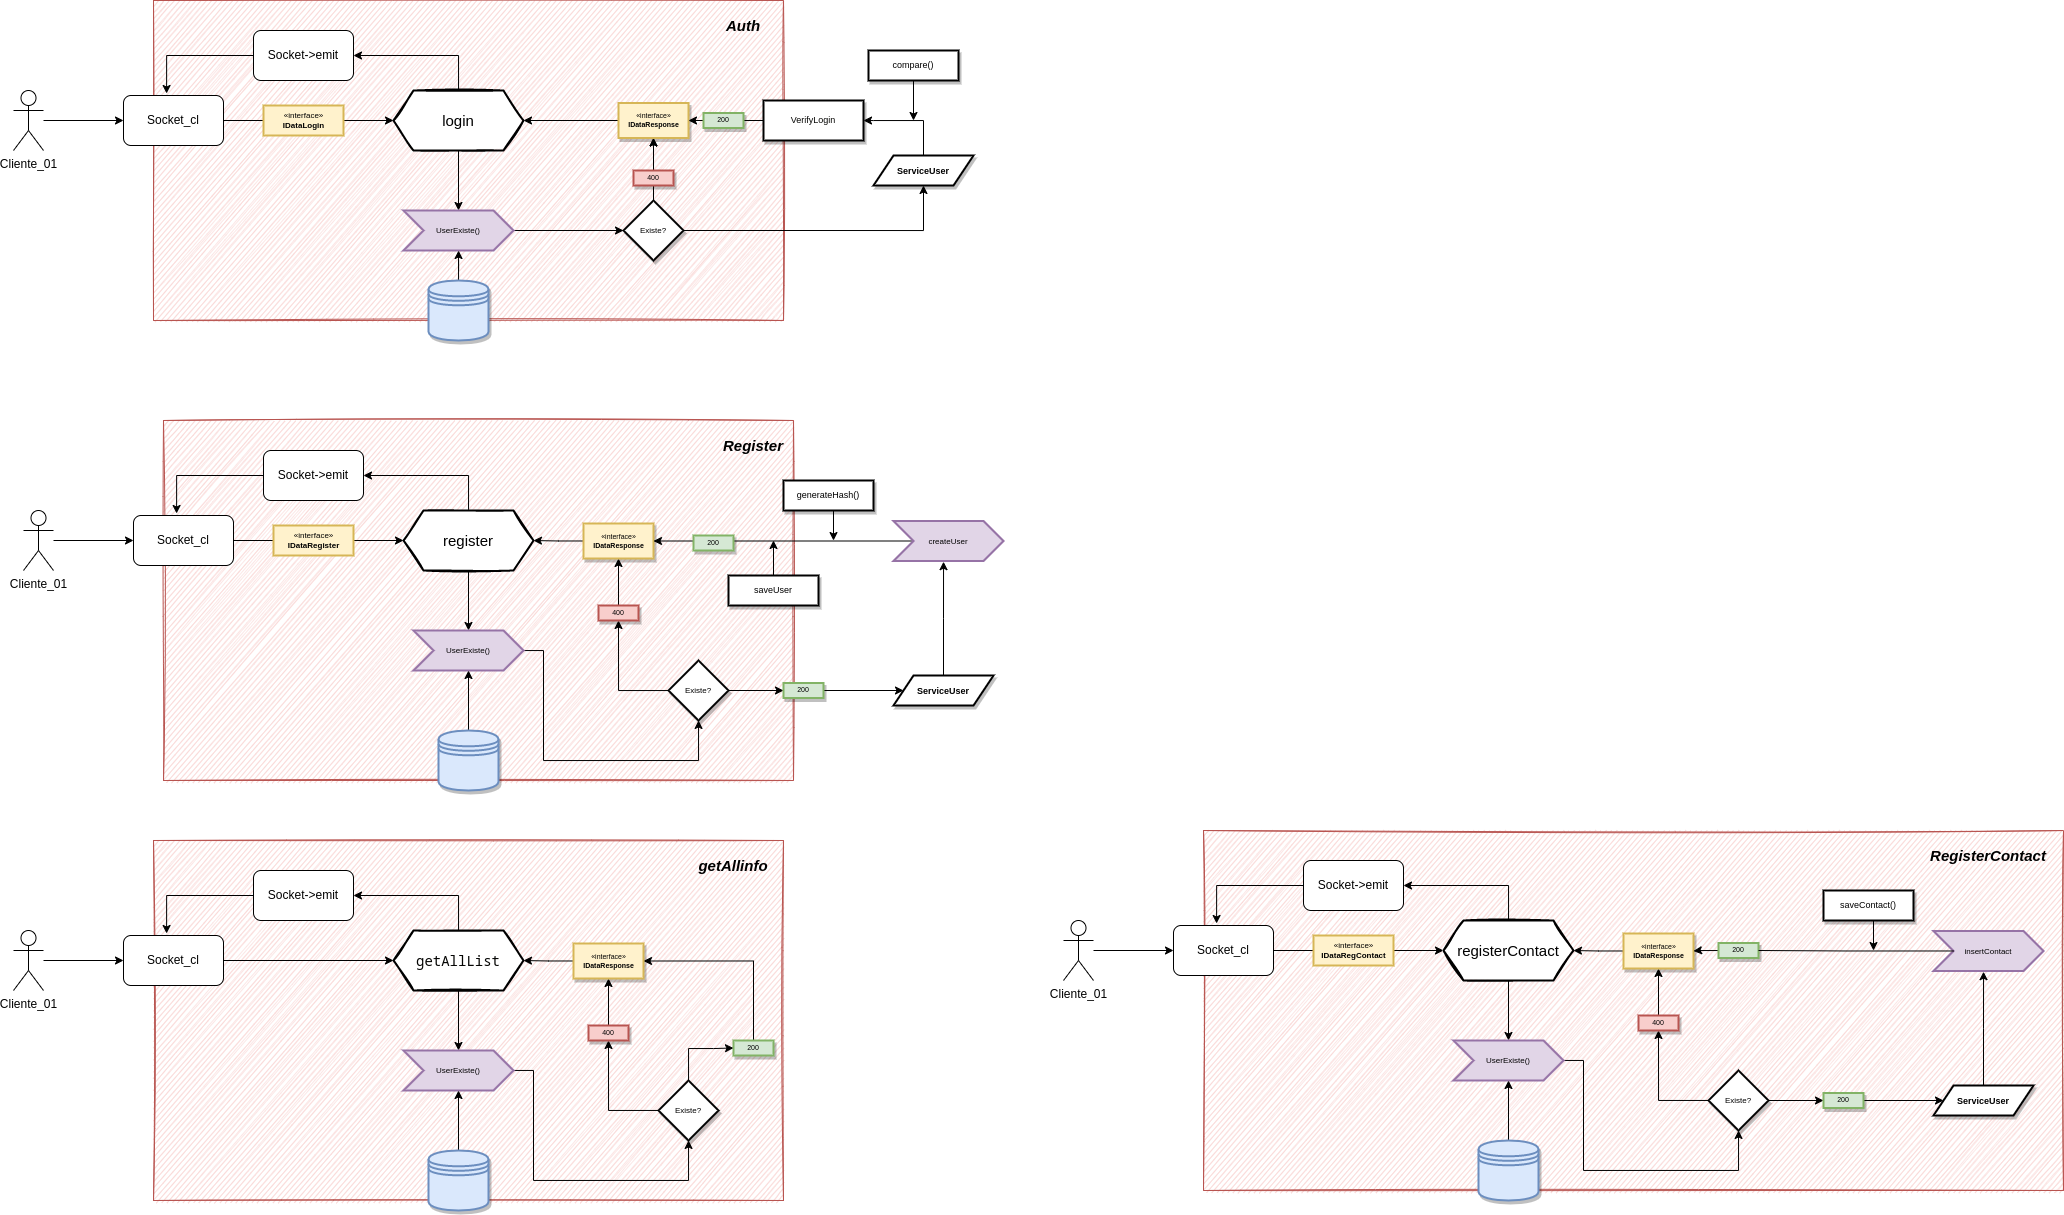 Auth
Socket->emit
compare()
Cliente_01
Socket_cl
«interface»
IDataLogin
login
«interface»
IDataResponse
200
VerifyLogin
400
ServiceUser
UserExiste()
Existe?
Register
Socket->emit
generateHash()
Cliente_01
Socket_cl
«interface»
IDataRegister
register
«interface»
IDataResponse
200
createUser
saveUser
400
UserExiste()
Existe?
200
ServiceUser
getAllinfo
Socket->emit
Cliente_01
Socket_cl
getAllList
«interface»
IDataResponse
400
200
UserExiste()
Existe?
RegisterContact
Socket->emit
saveContact()
Cliente_01
Socket_cl
«interface»
IDataRegContact
registerContact
«interface»
IDataResponse
200
insertContact
400
UserExiste()
Existe?
200
ServiceUser